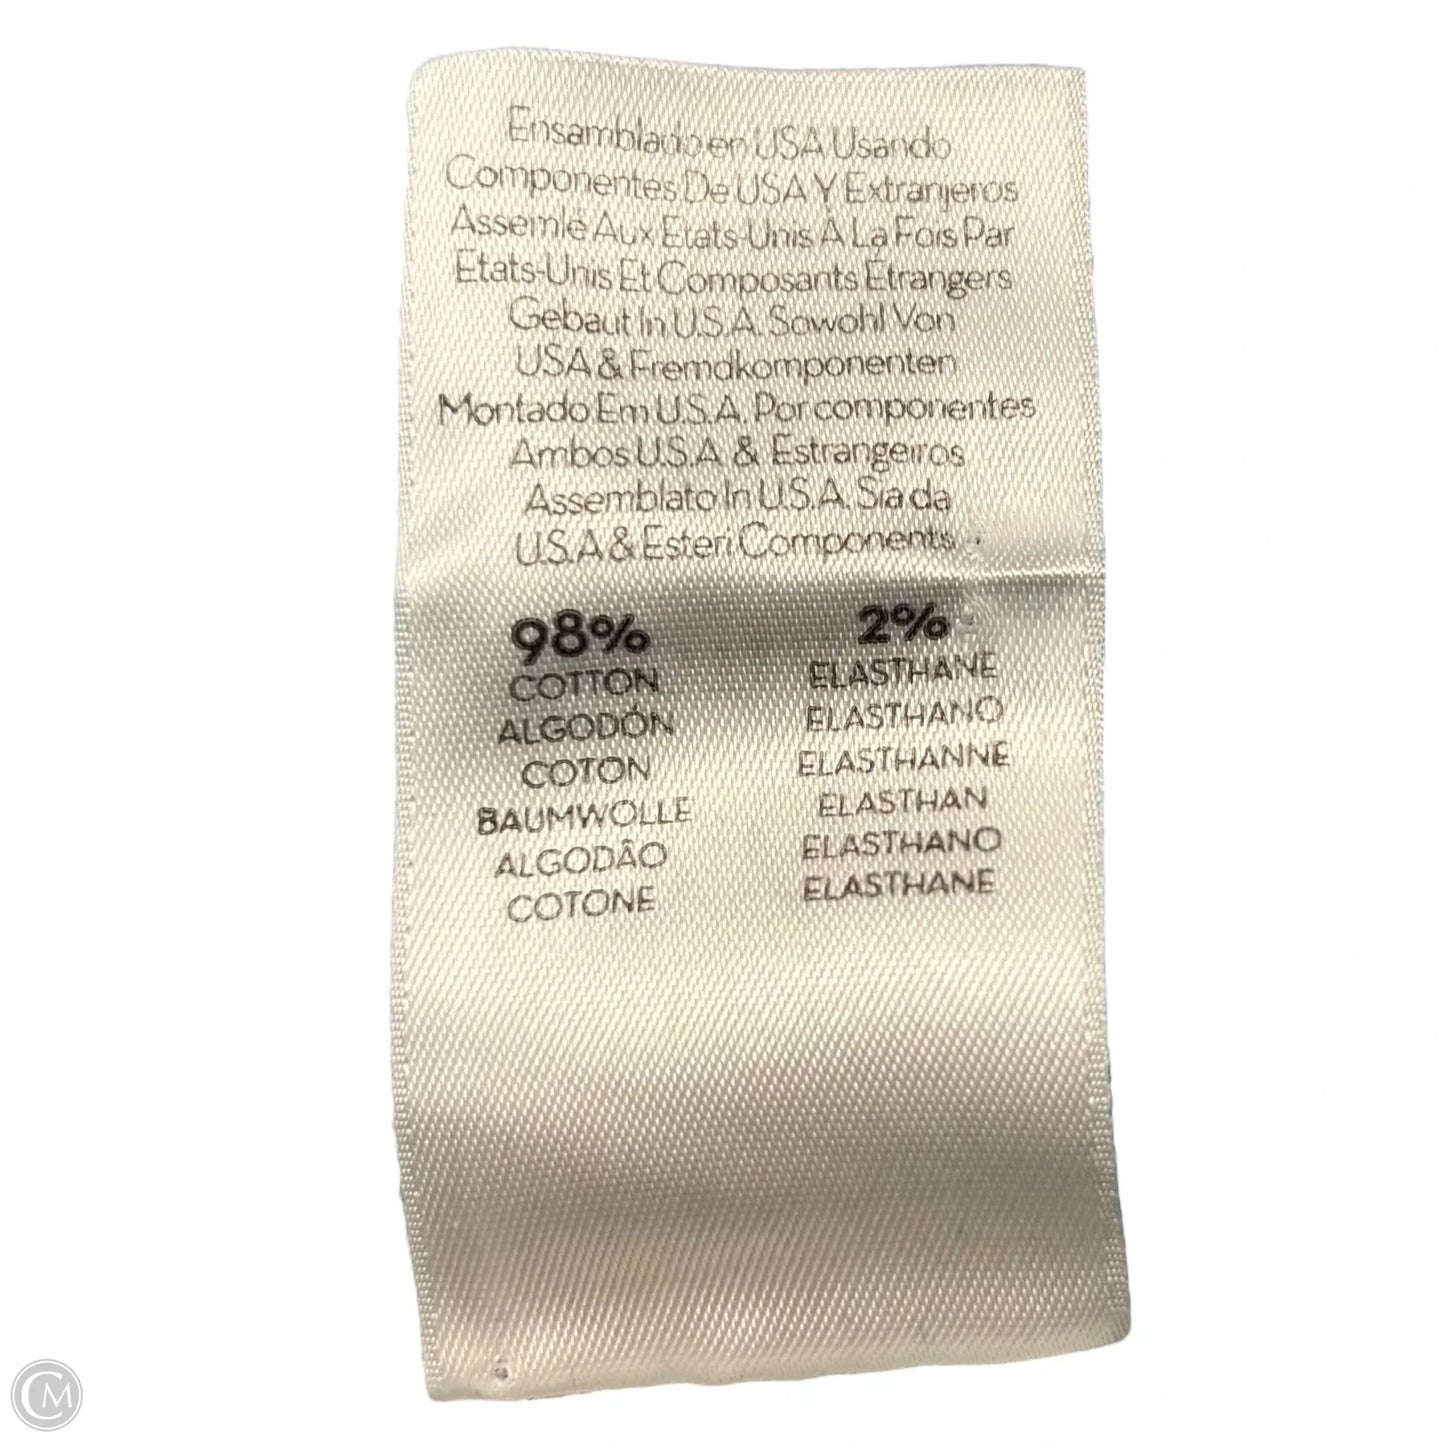 Ensamblado en USA Usando
Componentes De USA Y Extranjeros
Assemlé Aux Etats-Unis À La Fois Par
Etats-Unis Et Composants Étrangers
Gebaut In U.S.A. Sowohl Von
USA & Fremdkomponenten
Montado Em U.S.A. Por componentes
Ambos U.S.A & Estrangeiros
Assemblato In U.S.A. Sia da
U.S.A & Esteri Components
98% 2%
COTTON ELASTHANE
ALGODÓN ELASTHANO
COTON ELASTHANNE
BAUMWOLLE ELASTHAN
ALGODÃO ELASTHANO
COTONE ELASTHANE
CM